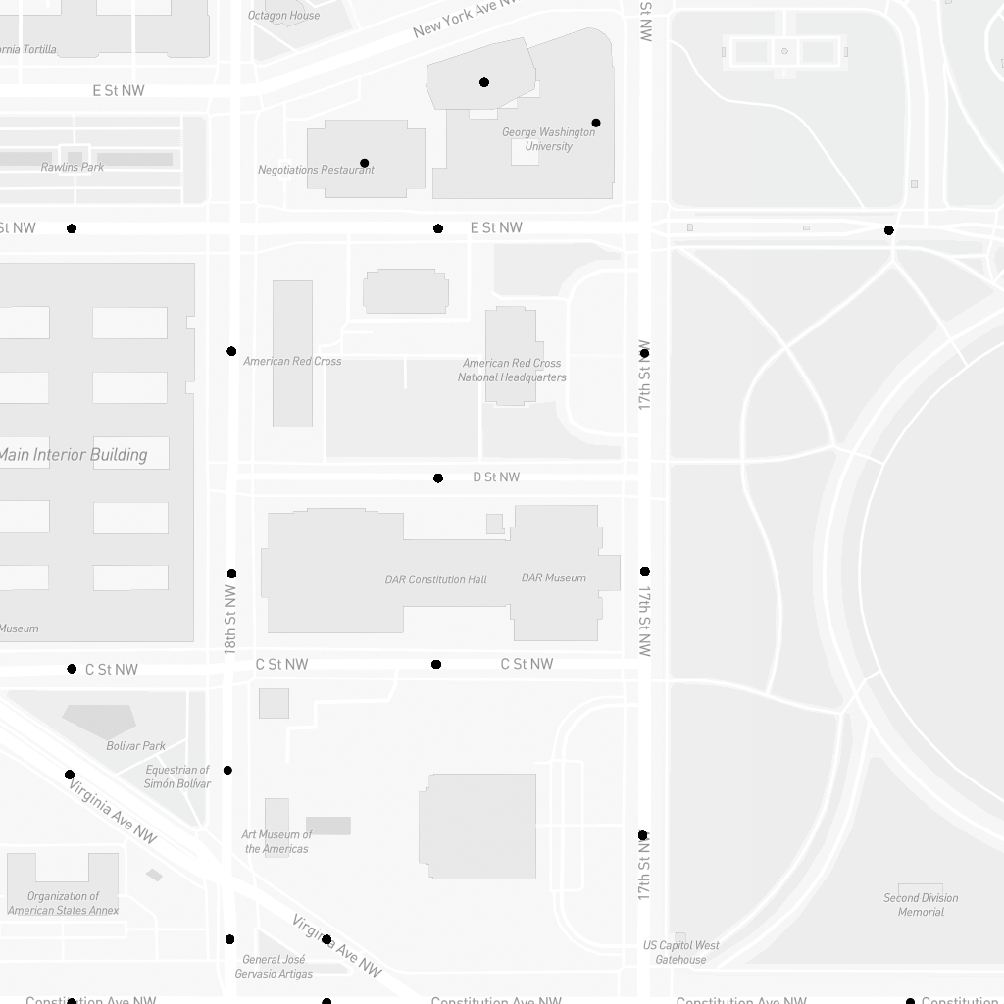 Octagon House
New York Ave NW
St NW
rnia Tortilla
E St NW
George Washington
University
Rawlins Park
Negotiations Restaurant
St NW
E St NW
American Red Cross
American Red Cross
National Headquarters
17th St NW
Main Interior Building
D St NW
DAR Constitution Hall
DAR Museum
18th St NW
17th St NW
Museum
C St NW
C St NW
C St NW
Bolívar Park
Equestrian of
Simón Bolívar
Virginia Ave NW
Art Museum of
the Americas
17th St NW
Organization of
American States Annex
Second Division
Memorial
Virginia Ave NW
US Capitol West
Gatehouse
General José
Gervasio Artigas
Constitution Ave NW
Constitution Ave NW
Constitution Ave NW
Constitution